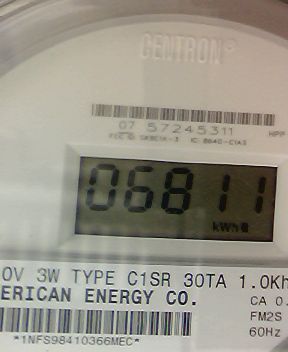 CENTRON®
07 57245311
HPP
06811
kWh
0V 3W TYPE C1SR 30TA 1.0Kh
ERICAN ENERGY CO.
CA 0.
FM2S
60Hz
*1NFS98410366MEC*